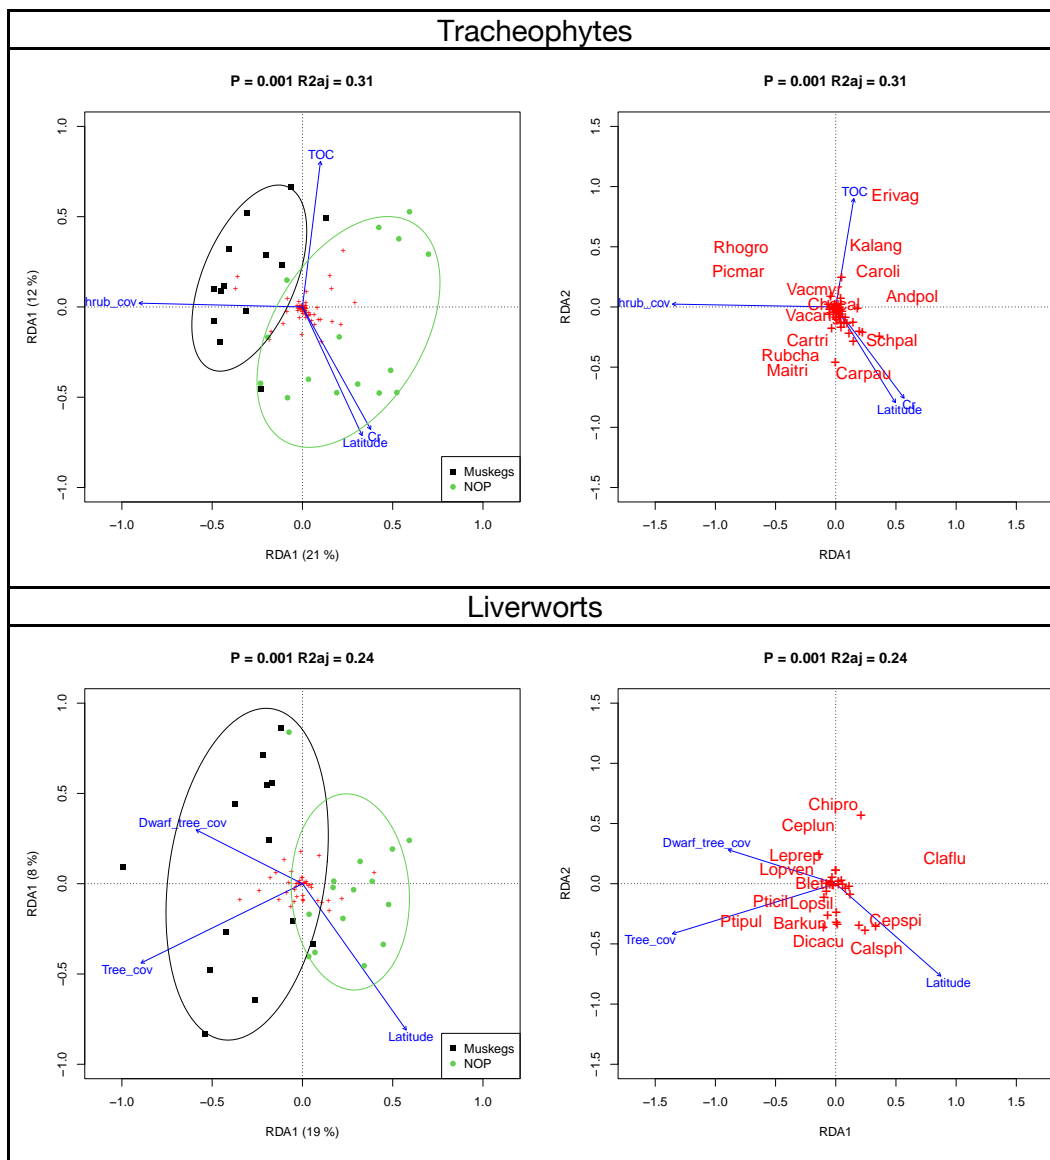 Tracheophytes
P = 0.001 R2aj = 0.31
P = 0.001 R2aj = 0.31
1.0
0.5
0.0
−0.5
−1.0
RDA1 (12 %)
TOC
hrub_cov
Cr
Latitude
Muskegs
NOP
−1.0 −0.5 0.0 0.5 1.0
RDA1 (21 %)
1.5
1.0
0.5
0.0
−0.5
−1.0
−1.5
RDA2
TOC
Erivag
Rhogro
Kalang
Picmar
Caroli
Vacmyr
Andpol
hrub_cov
Schpal
Cartri
Rubcha
Maitri
Carpau
Cr
Latitude
−1.5 −1.0 −0.5 0.0 0.5 1.0 1.5
RDA1
Liverworts
P = 0.001 R2aj = 0.24
P = 0.001 R2aj = 0.24
1.0
0.5
0.0
−0.5
−1.0
RDA1 (8 %)
Dwarf_tree_cov
Tree_cov
Latitude
Muskegs
NOP
−1.0 −0.5 0.0 0.5 1.0
RDA1 (19 %)
1.5
1.0
0.5
0.0
−0.5
−1.0
−1.5
RDA2
Chipro
Ceplun
Dwarf_tree_cov
Leprep
Claflu
Lopven
Pticil
Lopsil
Ptipul
Barkun
Cepspi
Tree_cov
Dicacu
Calsph
Latitude
−1.5 −1.0 −0.5 0.0 0.5 1.0 1.5
RDA1